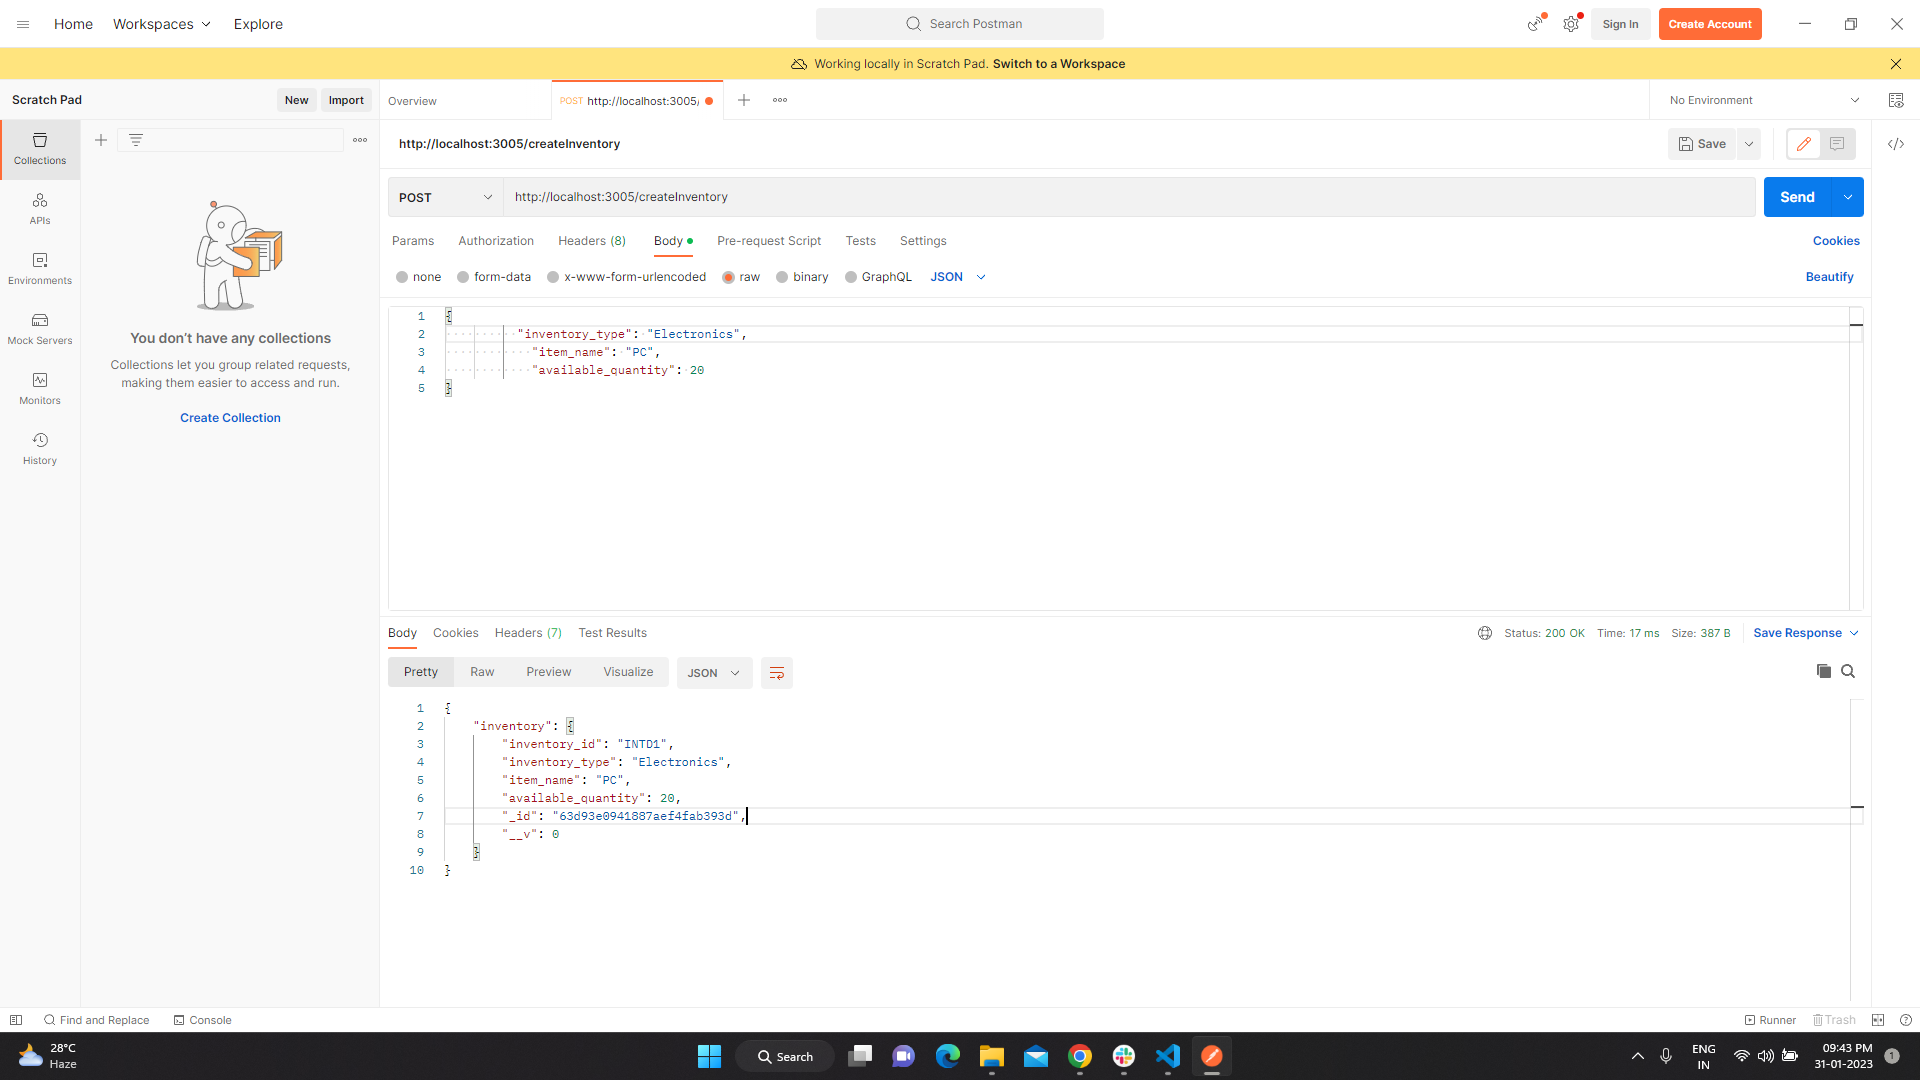 Home Workspaces Explore Search Postman Sign In Create Account
Working locally in Scratch Pad. Switch to a Workspace
Scratch Pad New Import Overview POST http://localhost:3005/ No Environment
Collections
APIs
Environments
Mock Servers
Monitors
History
You don't have any collections
Collections let you group related requests,
making them easier to access and run.
Create Collection
http://localhost:3005/createInventory Save
POST http://localhost:3005/createInventory Send
Params Authorization Headers (8) Body Pre-request Script Tests Settings Cookies
none form-data x-www-form-urlencoded raw binary GraphQL JSON Beautify
1 {
2 "inventory_type": "Electronics",
3 "item_name": "PC",
4 "available_quantity": 20
5 }
Body Cookies Headers (7) Test Results Status: 200 OK Time: 17 ms Size: 387 B Save Response
Pretty Raw Preview Visualize JSON
1 {
2 "inventory": {
3 "inventory_id": "INTD1",
4 "inventory_type": "Electronics",
5 "item_name": "PC",
6 "available_quantity": 20,
7 "_id": "63d93e0941887aef4fab393d",
8 "__v": 0
9 }
10 }
Find and Replace Console Runner Trash
28°C
Haze
Search
ENG
IN
09:43 PM
31-01-2023
1